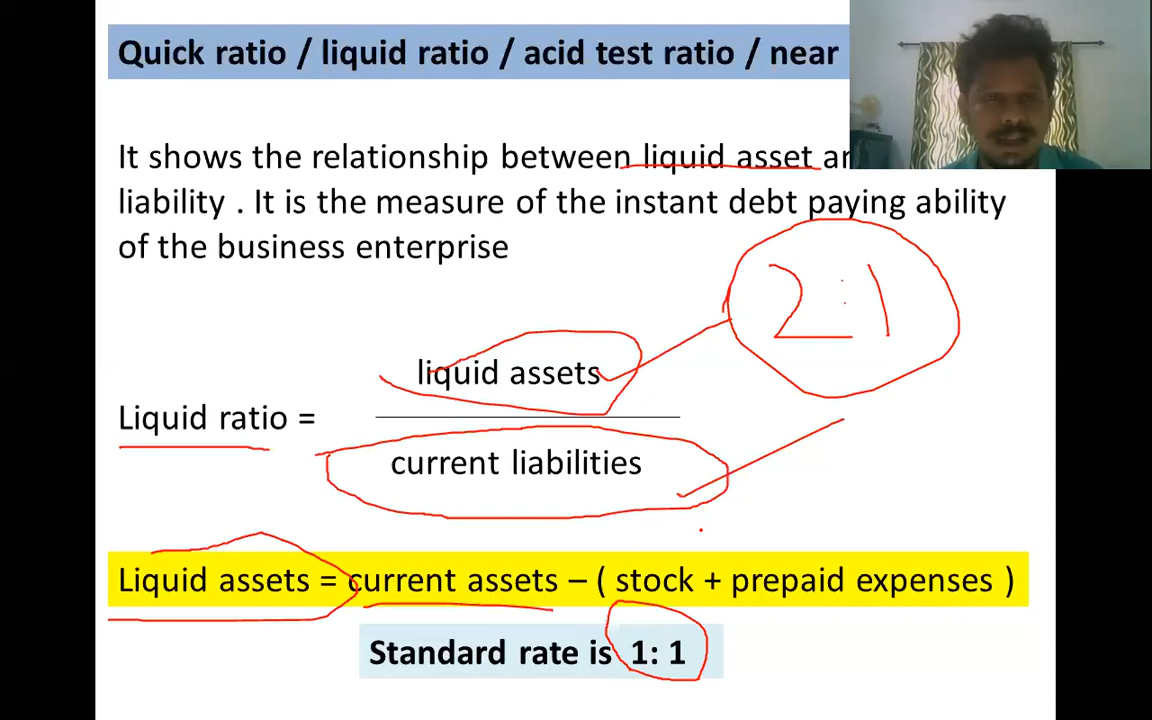 Quick ratio / liquid ratio / acid test ratio / near
It shows the relationship between liquid asset
liability . It is the measure of the instant debt paying ability
of the business enterprise
2:1
liquid assets
Liquid ratio =
current liabilities
Liquid assets = current assets – ( stock + prepaid expenses )
Standard rate is 1: 1